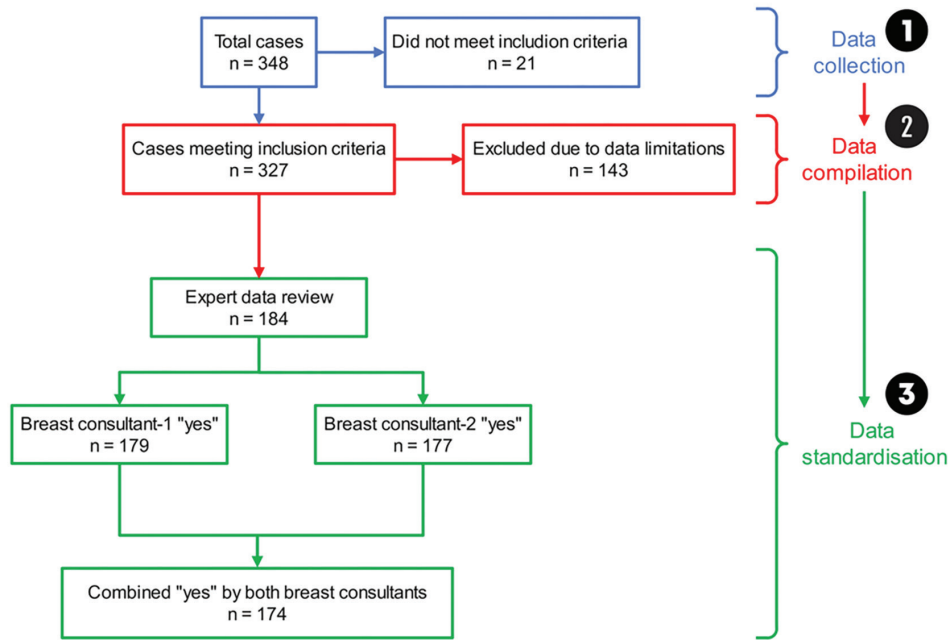 Total cases
n = 348
Did not meet includion criteria
n = 21
1
Data
collection
Cases meeting inclusion criteria
n = 327
Excluded due to data limitations
n = 143
2
Data
compilation
Expert data review
n = 184
Breast consultant-1 "yes"
n = 179
Breast consultant-2 "yes"
n = 177
3
Data
standardisation
Combined "yes" by both breast consultants
n = 174